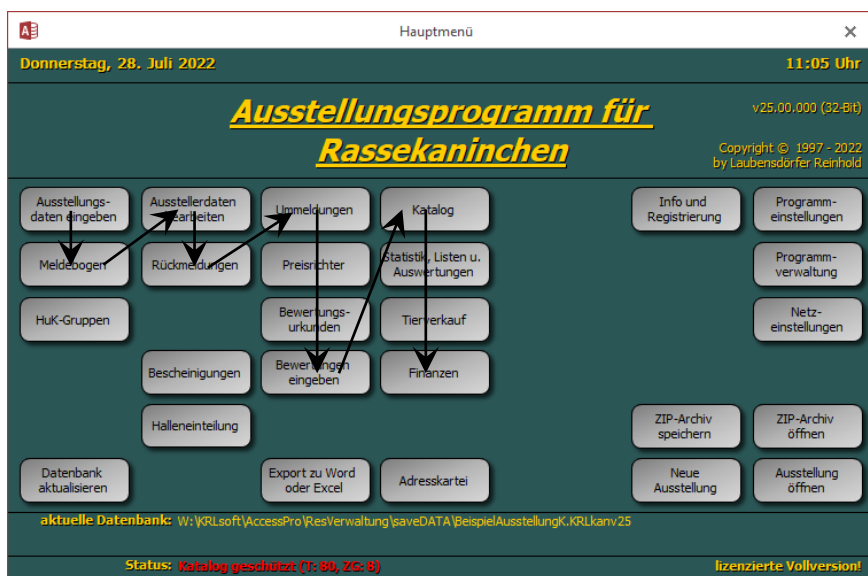 Hauptmenü
Donnerstag, 28. Juli 2022
11:05 Uhr
Ausstellungsprogramm für
Rassekaninchen
v25.00.000 (32-Bit)
Copyright © 1997 - 2022
by Laubensdörfer Reinhold
Ausstellungs-
daten eingeben
Ausstellerdaten
bearbeiten
Ummeldungen
Katalog
Info und
Registrierung
Programm-
einstellungen
Meldebogen
Rückmeldungen
Preisrichter
Statistik, Listen u.
Auswertungen
Programm-
verwaltung
HuK-Gruppen
Bewertungs-
urkunden
Tierverkauf
Netz-
einstellungen
Bescheinigungen
Bewertungen
eingeben
Finanzen
Halleneinteilung
ZIP-Archiv
speichern
ZIP-Archiv
öffnen
Datenbank
aktualisieren
Export zu Word
oder Excel
Adresskartei
Neue
Ausstellung
Ausstellung
öffnen
aktuelle Datenbank: W:\KRLsoft\AccessPro\ResVerwaltung\saveDATA\BeispielAusstellungK.KRLkanv25
Status: Katalog geschützt (T: 80, ZG: 8)
lizenzierte Vollversion!